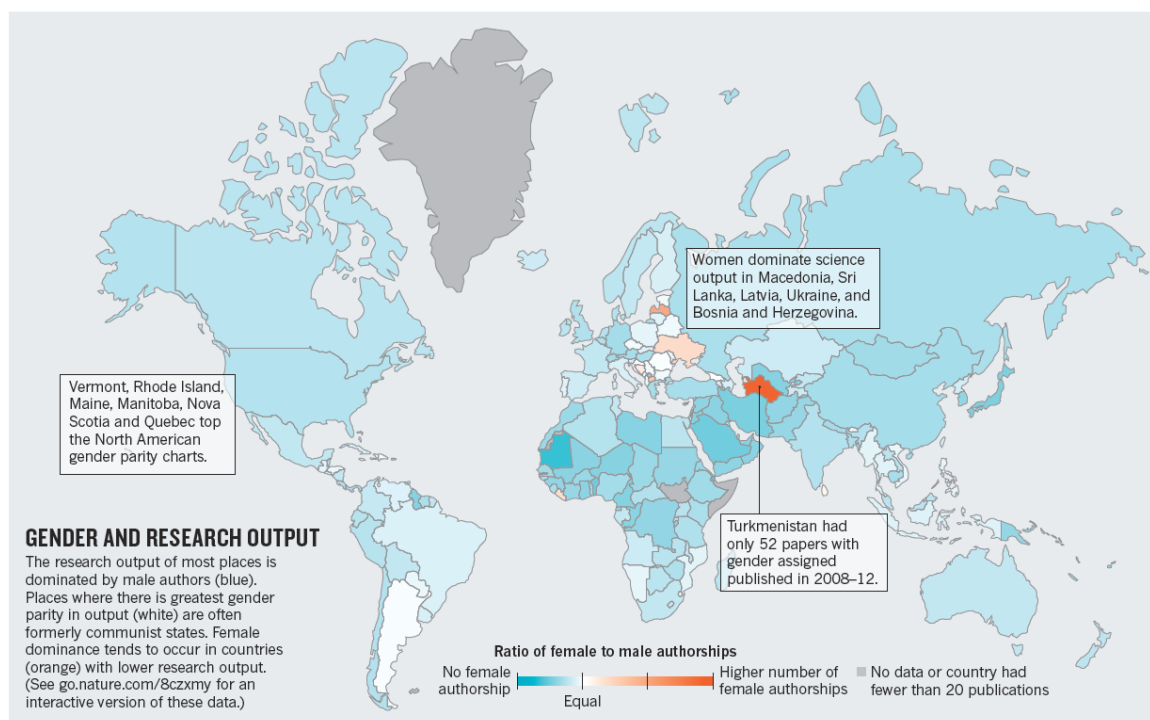 Women dominate science
output in Macedonia, Sri
Lanka, Latvia, Ukraine, and
Bosnia and Herzegovina.
Vermont, Rhode Island,
Maine, Manitoba, Nova
Scotia and Quebec top
the North American
gender parity charts.
Turkmenistan had
only 52 papers with
gender assigned
published in 2008–12.
GENDER AND RESEARCH OUTPUT
The research output of most places is
dominated by male authors (blue).
Places where there is greatest gender
parity in output (white) are often
formerly communist states. Female
dominance tends to occur in countries
(orange) with lower research output.
(See go.nature.com/8czxmy for an
interactive version of these data.)
Ratio of female to male authorships
No female
authorship
Equal
Higher number of
female authorships
No data or country had
fewer than 20 publications